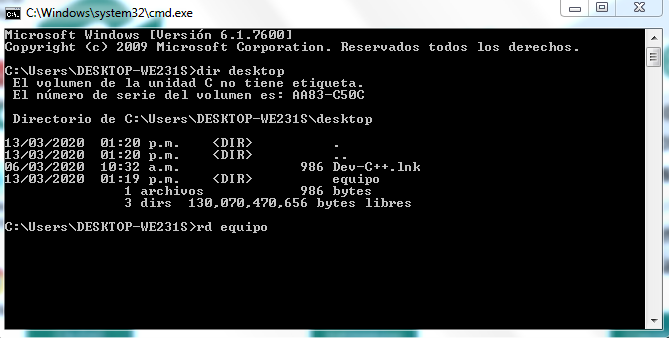 C:\Windows\system32\cmd.exe
Microsoft Windows [Versión 6.1.7600]
Copyright (c) 2009 Microsoft Corporation. Reservados todos los derechos.
C:\Users\DESKTOP-WE231S>dir desktop
El volumen de la unidad C no tiene etiqueta.
El número de serie del volumen es: AA83-C50C
Directorio de C:\Users\DESKTOP-WE231S\desktop
13/03/2020  01:20 p.m.    <DIR>          .
13/03/2020  01:20 p.m.    <DIR>          ..
06/03/2020  10:32 a.m.               986 Dev-C++.lnk
13/03/2020  01:19 p.m.    <DIR>          equipo
1 archivos            986 bytes
3 dirs  130,070,470,656 bytes libres
C:\Users\DESKTOP-WE231S>rd equipo